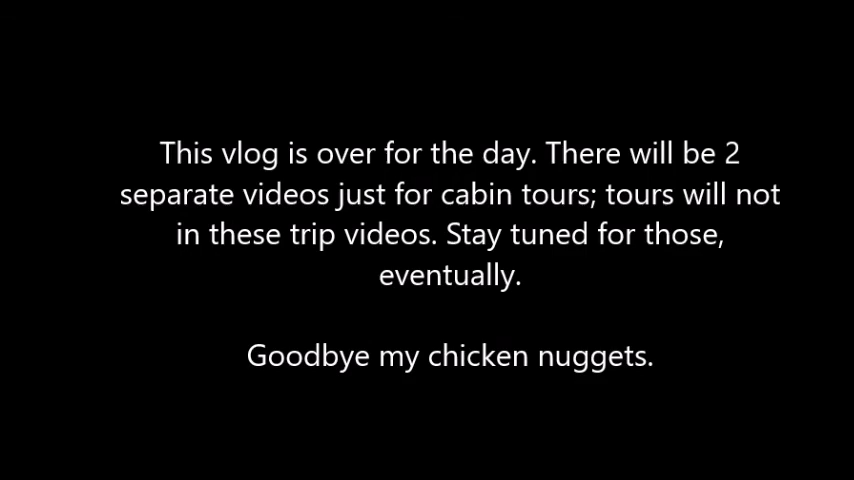 This vlog is over for the day. There will be 2
separate videos just for cabin tours; tours will not
in these trip videos. Stay tuned for those,
eventually.
Goodbye my chicken nuggets.